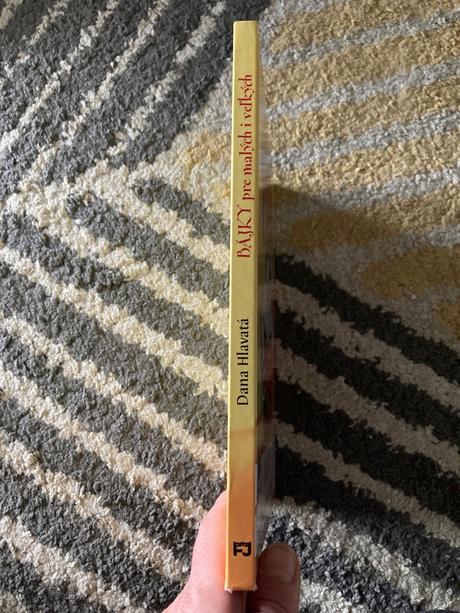 Dana Hlavatá
BÁJKY pre malých i veľkých